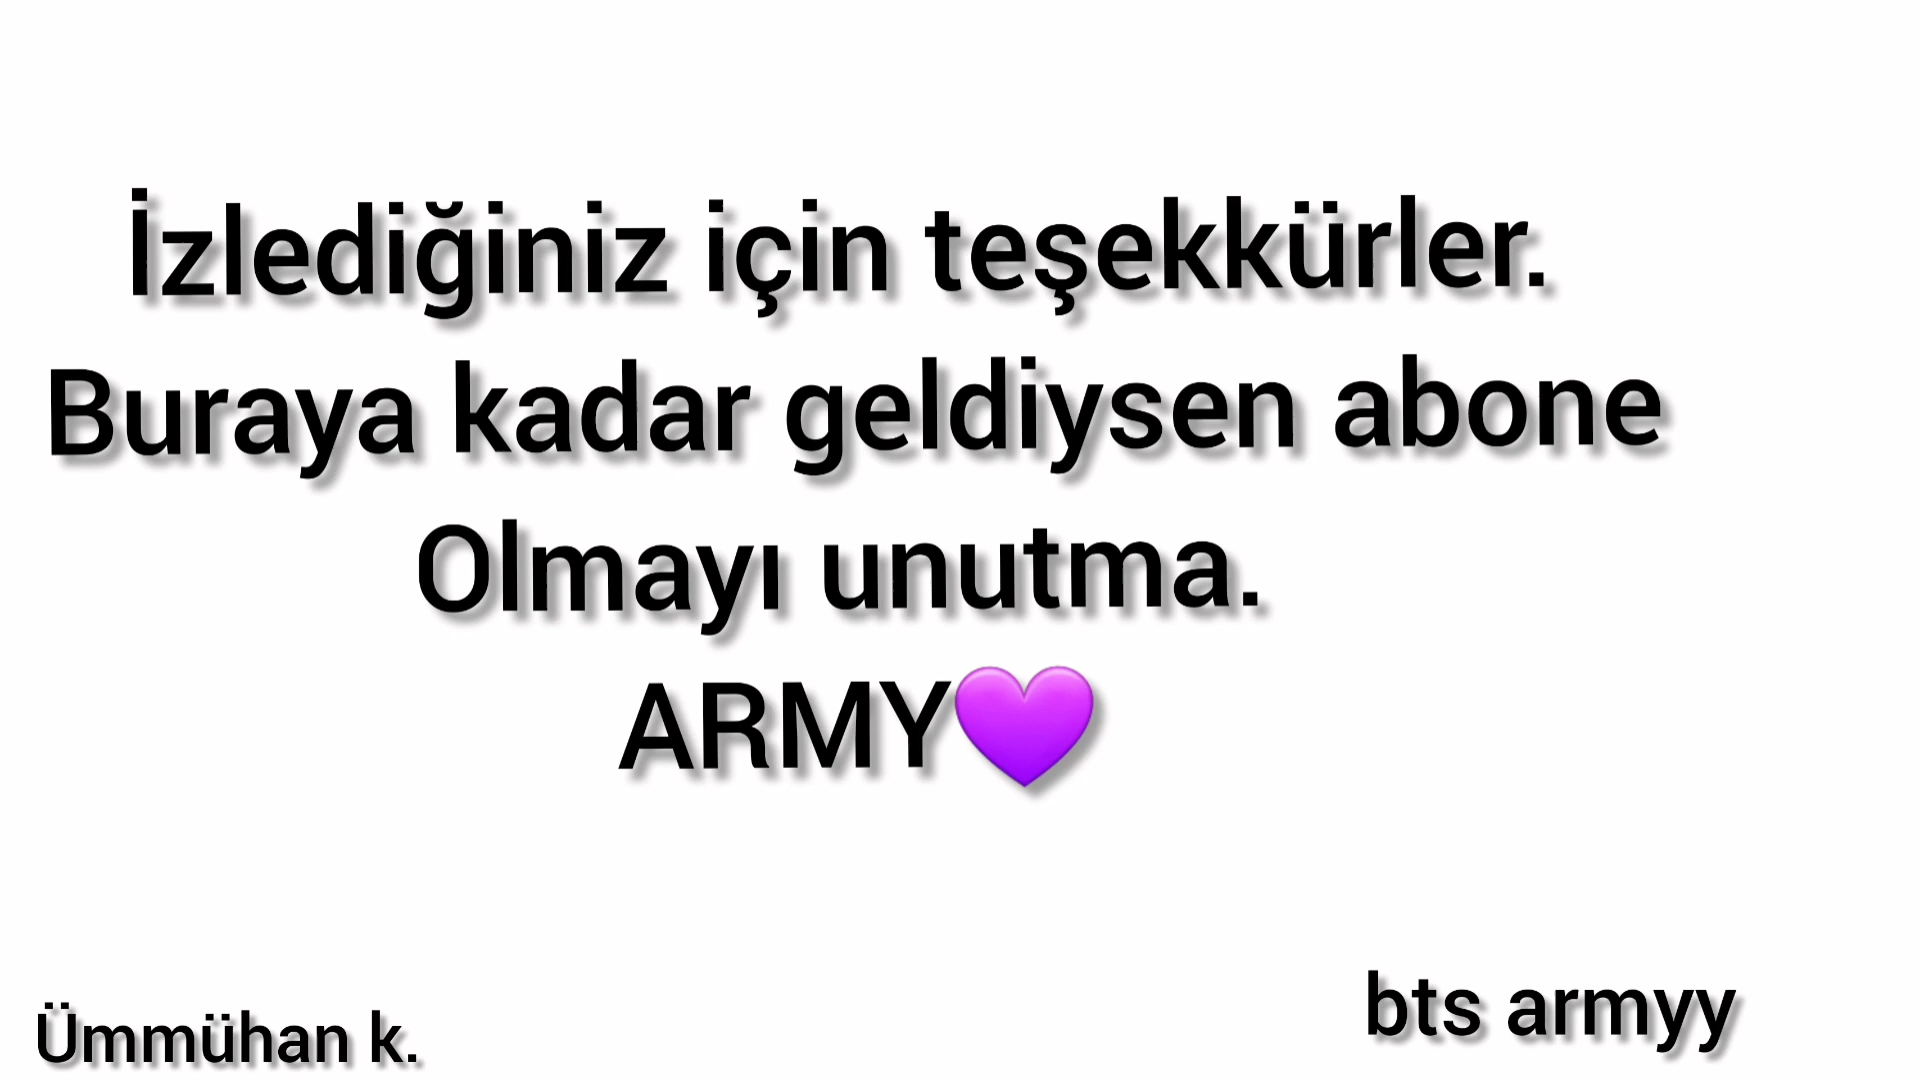 İzlediğiniz için teşekkürler.
Buraya kadar geldiysen abone
Olmayı unutma.
ARMY💜
Ümmühan k.
bts armyy